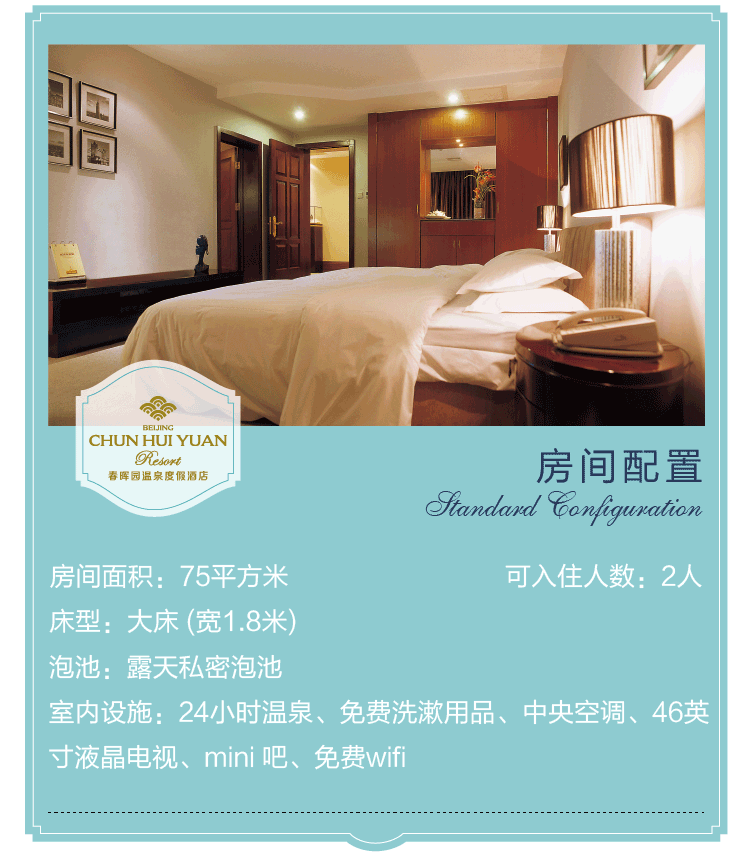 BEIJING
CHUN HUI YUAN
Resort
春晖园温泉度假酒店
房间配置
Standard Configuration
房间面积：75平方米 可入住人数：2人
床型：大床 (宽1.8米)
泡池：露天私密泡池
室内设施：24小时温泉、免费洗漱用品、中央空调、46英
寸液晶电视、mini 吧、免费wifi